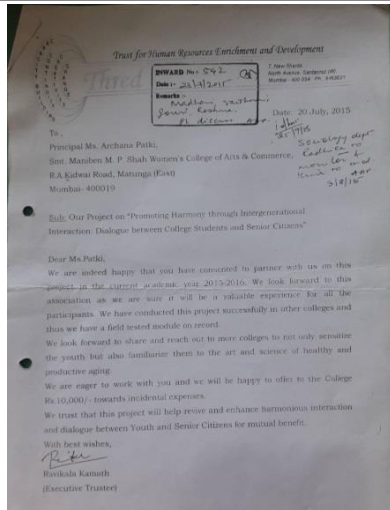 Trust for Human Resources Enrichment and Development
Thred
7, New Sharda
North Avenue, Santacruz (W)
Mumbai - 400 054
INWARD No: 542
Date:- 23/7/2015
Remarks :-
Date: 20 July, 2015
To ,
Principal Ms. Archana Patki,
Smt. Maniben M. P. Shah Women's College of Arts & Commerce,
R.A.Kidwai Road, Matunga (East)
Mumbai- 400019
Sociology dept
3/8/15
Sub: Our Project on "Promoting Harmony through Intergenerational
Interaction: Dialogue between College Students and Senior Citizens"
Dear Ms.Patki,
We are indeed happy that you have consented to partner with us on this
project in the current academic year 2015-2016. We look forward to this
association as we are sure it will be a valuable experience for all the
participants. We have conducted this project successfully in other colleges and
thus we have a field tested module on record.
We look forward to share and reach out to more colleges to not only sensitize
the youth but also familiarize them to the art and science of healthy and
productive aging.
We are eager to work with you and we will be happy to offer to the College
Rs.10,000/- towards incidental expenses.
We trust that this project will help revive and enhance harmonious interaction
and dialogue between Youth and Senior Citizens for mutual benefit.
With best wishes,
Ravikala Kamath
(Executive Trustee)